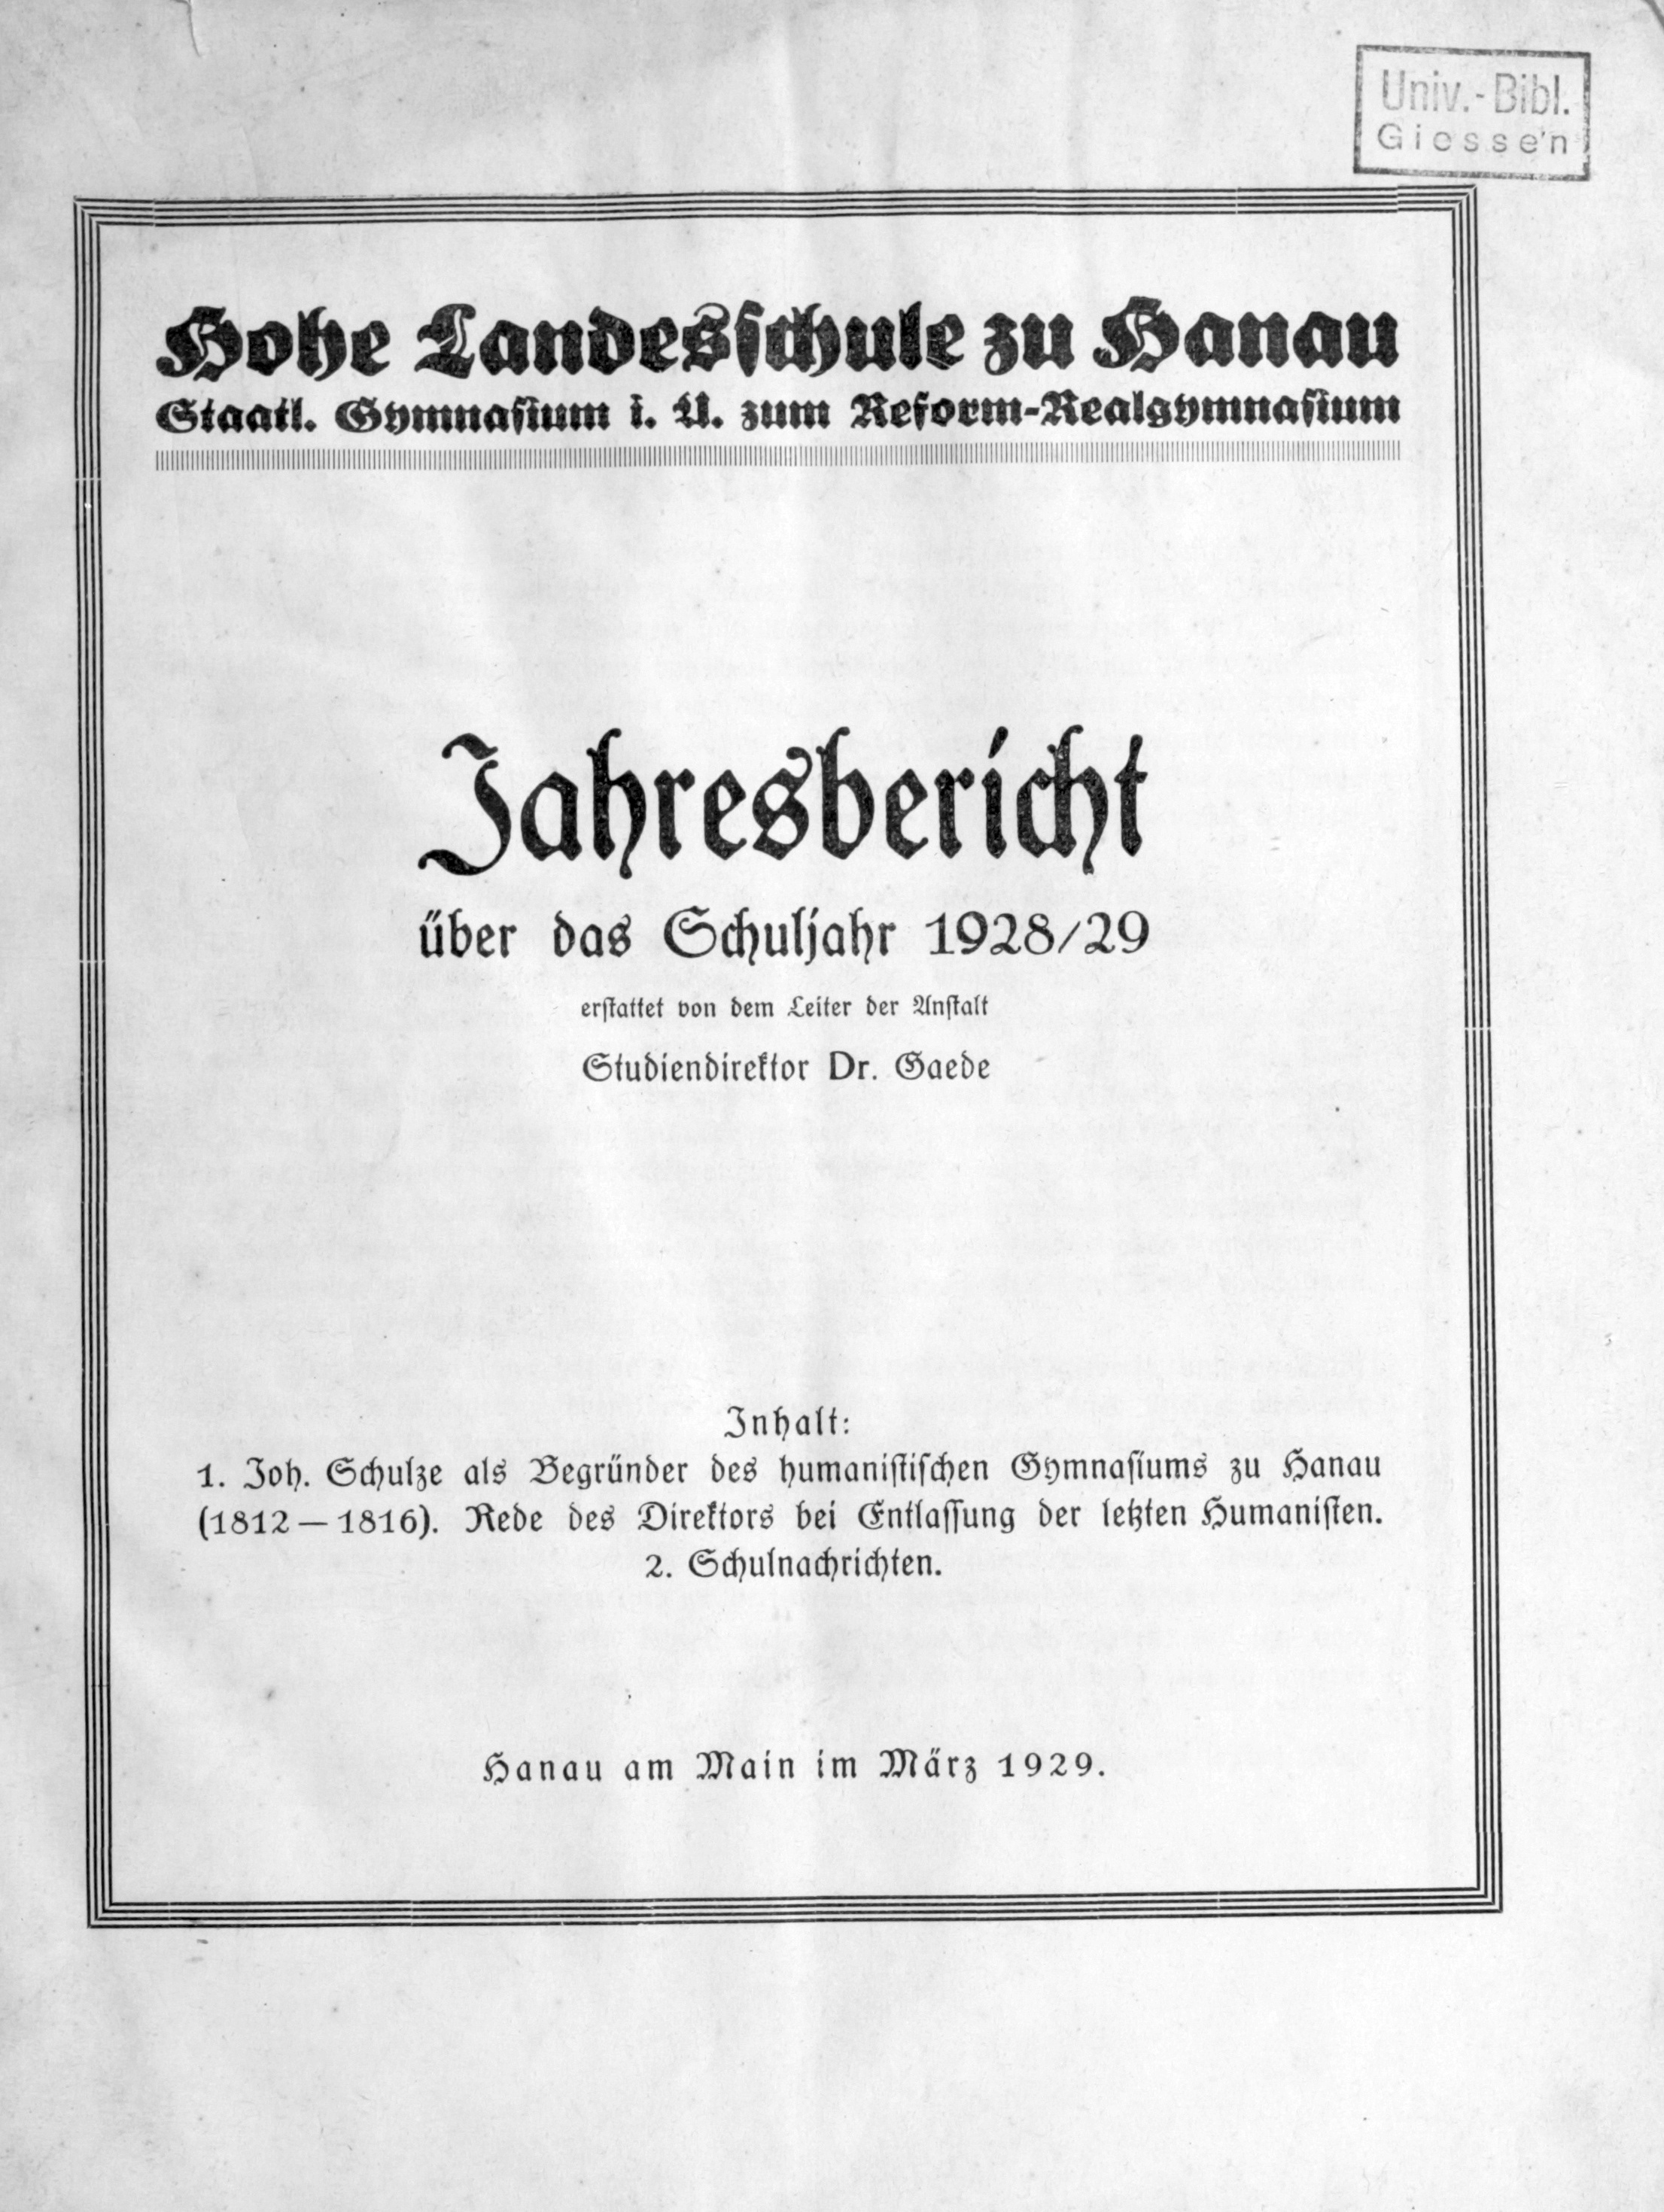 Univ.-Bibl.
Giessen
Hohe Landesschule zu Hanau
Staatl. Gymnasium i. U. zum Reform-Realgymnasium
Jahresbericht
über das Schuljahr 1928/29
erstattet von dem Leiter der Anstalt
Studiendirektor Dr. Gaede
Inhalt:
1. Joh. Schulze als Begründer des humanistischen Gymnasiums zu Hanau
(1812 — 1816). Rede des Direktors bei Entlassung der letzten Humanisten.
2. Schulnachrichten.
Hanau am Main im März 1929.